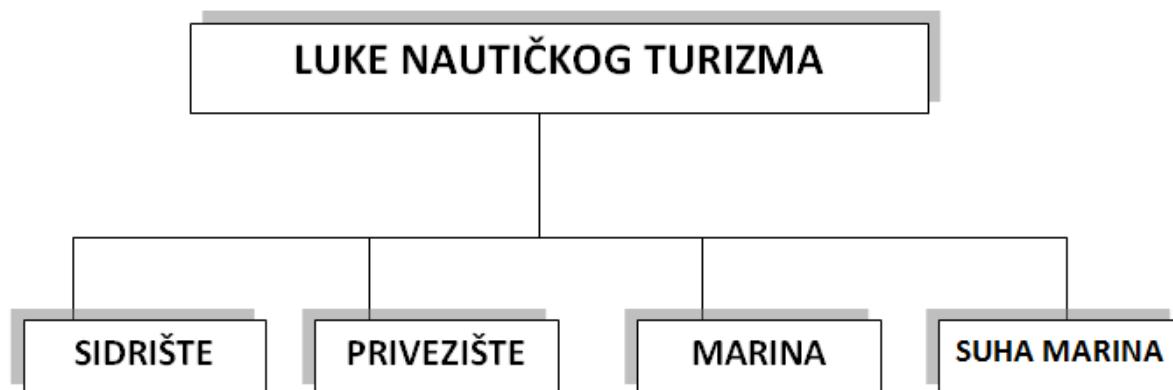 LUKE NAUTIČKOG TURIZMA
SIDRIŠTE
PRIVEZIŠTE
MARINA
SUHA MARINA